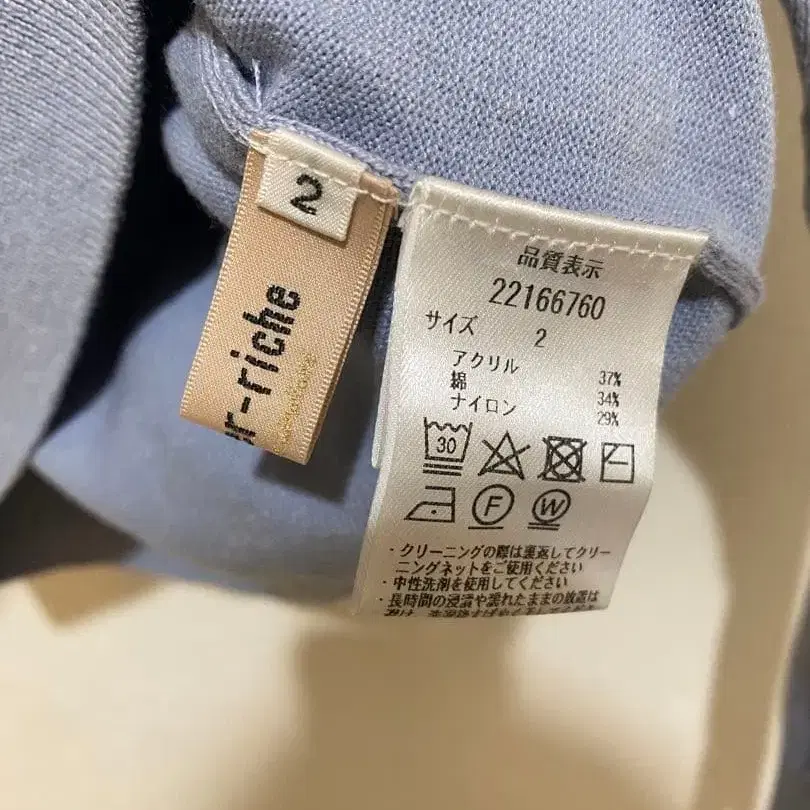 2
r-riche
品質表示
22166760
サイズ 2
アクリル 37%
綿 34%
ナイロン 29%
30
F
W
・クリーニングの際は裏返してクリー
ニングネットをご使用ください
・中性洗剤を使用してください
・長時間の浸漬や濡れたままの放置は